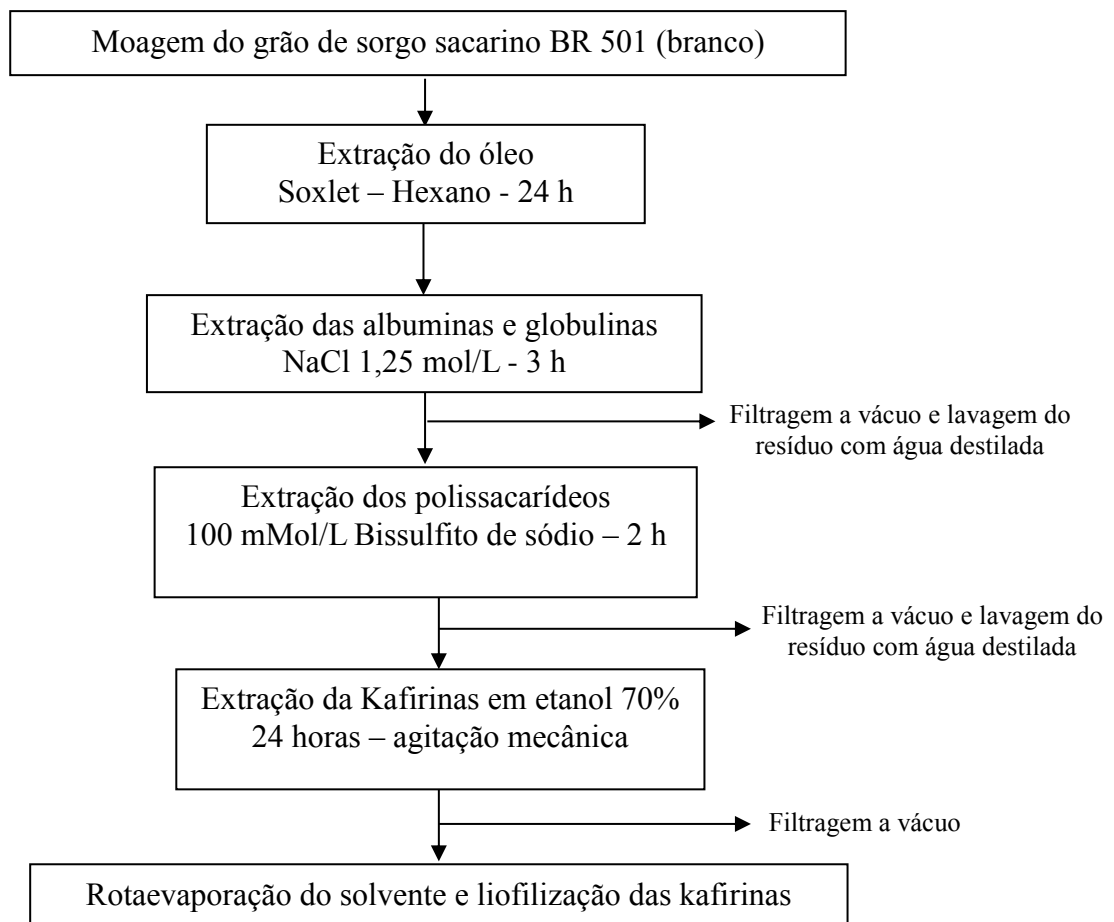 Moagem do grão de sorgo sacarino BR 501 (branco)
Extração do óleo
Soxlet – Hexano - 24 h
Extração das albuminas e globulinas
NaCl 1,25 mol/L - 3 h
Filtragem a vácuo e lavagem do
resíduo com água destilada
Extração dos polissacarídeos
100 mMol/L Bissulfito de sódio – 2 h
Filtragem a vácuo e lavagem do
resíduo com água destilada
Extração da Kafirinas em etanol 70%
24 horas – agitação mecânica
Filtragem a vácuo
Rotaevaporação do solvente e liofilização das kafirinas